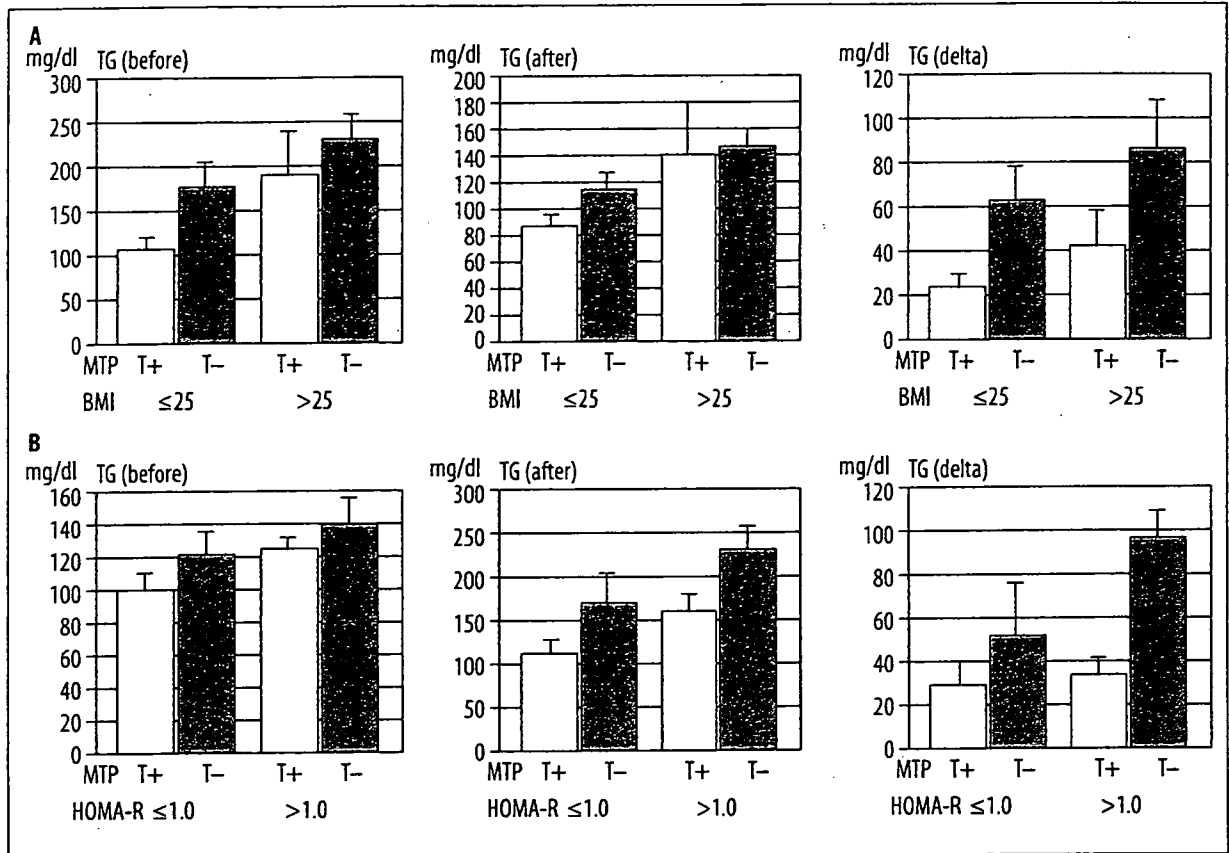 A
mg/dl TG (before)
300
250
200
150
100
50
0
MTP T+ T– T+ T–
BMI ≤25 >25
mg/dl TG (after)
200
180
160
140
120
100
80
60
40
20
0
MTP T+ T– T+ T–
BMI ≤25 >25
mg/dl TG (delta)
120
100
80
60
40
20
0
MTP T+ T– T+ T–
BMI ≤25 >25
B
mg/dl TG (before)
160
140
120
100
80
60
40
20
0
MTP T+ T– T+ T–
HOMA-R ≤1.0 >1.0
mg/dl TG (after)
300
250
200
150
100
50
0
MTP T+ T– T+ T–
HOMA-R ≤1.0 >1.0
mg/dl TG (delta)
120
100
80
60
40
20
0
MTP T+ T– T+ T–
HOMA-R ≤1.0 >1.0